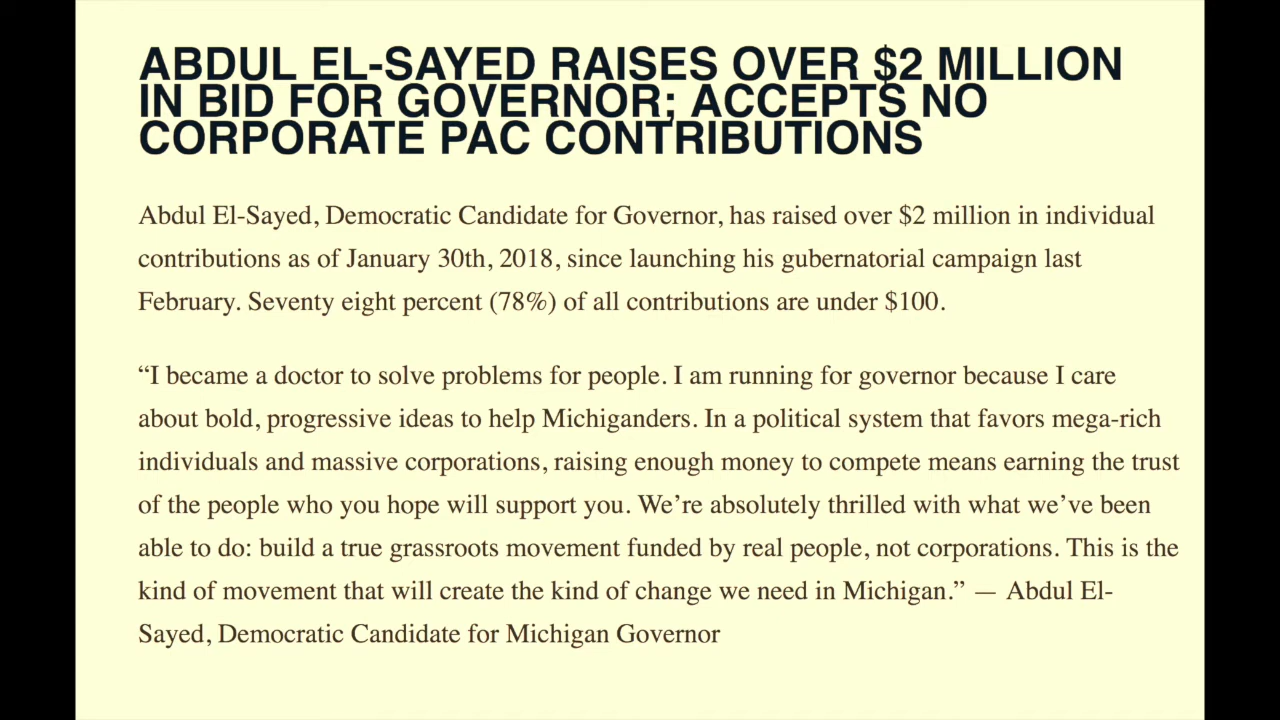 ABDUL EL-SAYED RAISES OVER $2 MILLION
IN BID FOR GOVERNOR; ACCEPTS NO
CORPORATE PAC CONTRIBUTIONS
Abdul El-Sayed, Democratic Candidate for Governor, has raised over $2 million in individual
contributions as of January 30th, 2018, since launching his gubernatorial campaign last
February. Seventy eight percent (78%) of all contributions are under $100.
“I became a doctor to solve problems for people. I am running for governor because I care
about bold, progressive ideas to help Michiganders. In a political system that favors mega-rich
individuals and massive corporations, raising enough money to compete means earning the trust
of the people who you hope will support you. We’re absolutely thrilled with what we’ve been
able to do: build a true grassroots movement funded by real people, not corporations. This is the
kind of movement that will create the kind of change we need in Michigan.” — Abdul El-
Sayed, Democratic Candidate for Michigan Governor